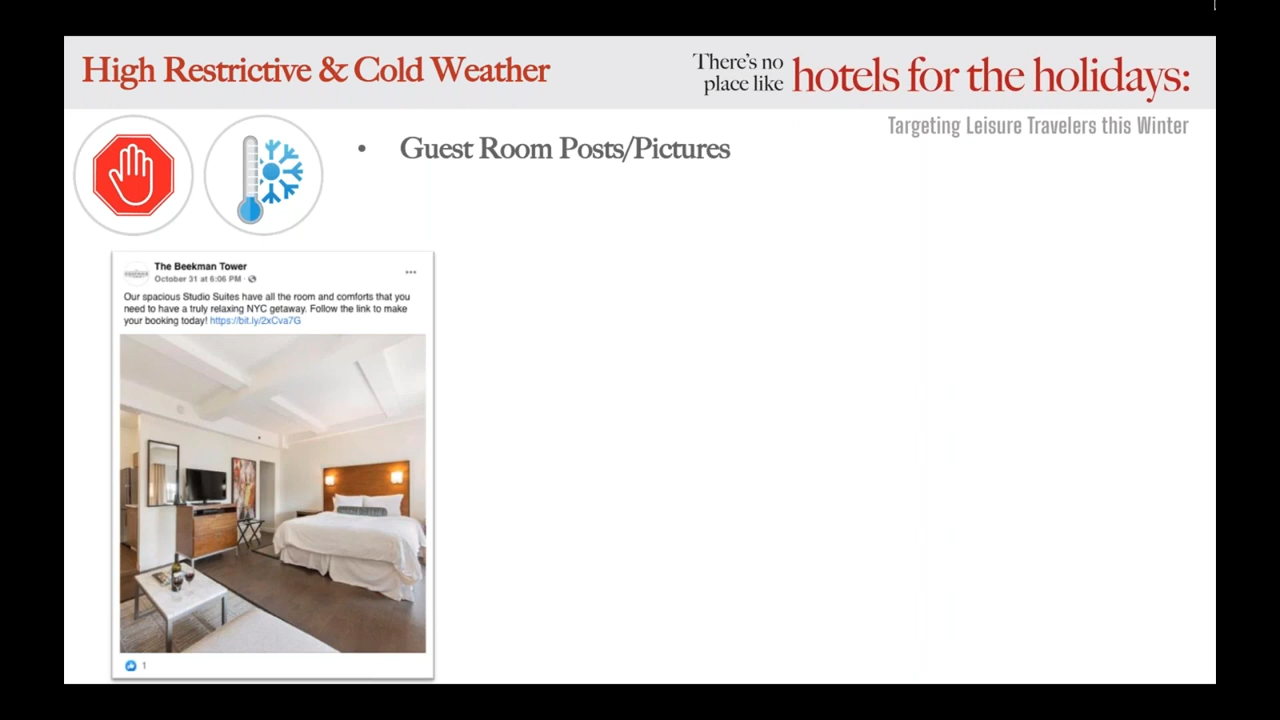 High Restrictive & Cold Weather
There's no
place like
hotels for the holidays:
Targeting Leisure Travelers this Winter
• Guest Room Posts/Pictures
The Beekman Tower
October 31 at 6:06 PM ·
Our spacious Studio Suites have all the room and comforts that you
need to have a truly relaxing NYC getaway. Follow the link to make
your booking today! https://bit.ly/2xCva7G
1